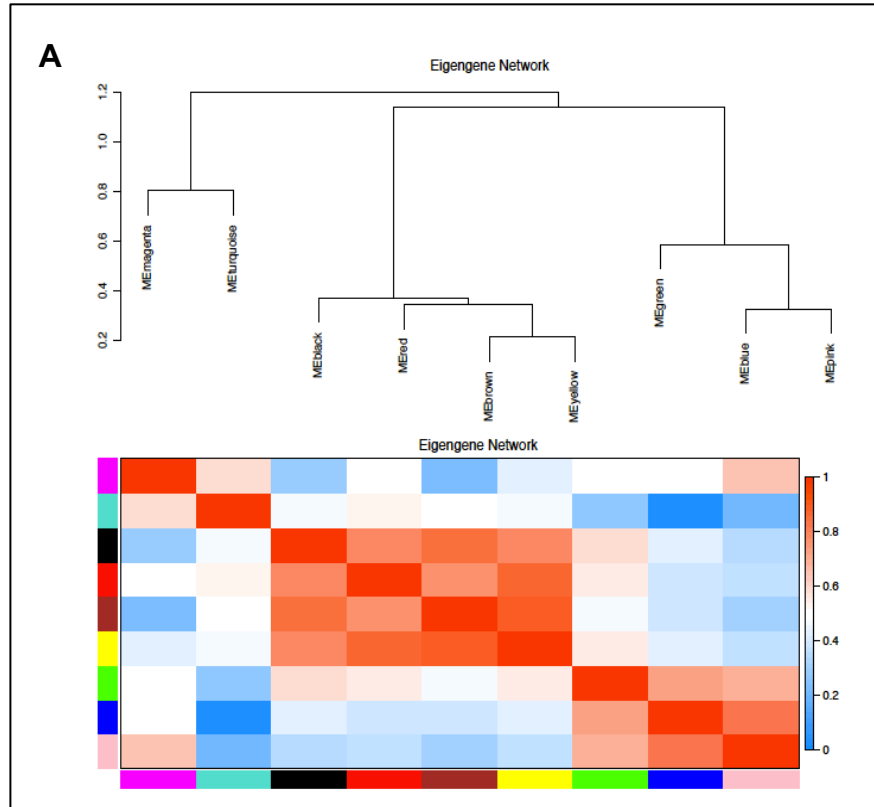 A
Eigengene Network
1.2
1.0
0.8
0.6
0.4
0.2
MEmagenta
MEturquoise
MEblack
MEred
MEbrown
MEyellow
MEgreen
MEblue
MEpink
Eigengene Network
1
0.8
0.6
0.4
0.2
0